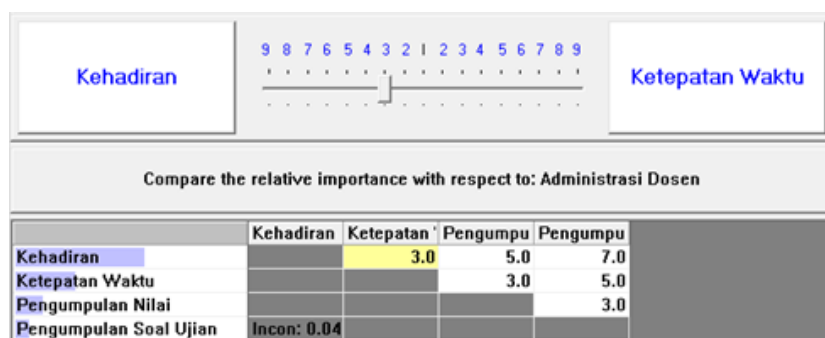 Kehadiran
9 8 7 6 5 4 3 2 1 2 3 4 5 6 7 8 9
Ketepatan Waktu
Compare the relative importance with respect to: Administrasi Dosen
Kehadiran Ketepatan ' Pengumpu Pengumpu
Kehadiran 3.0 5.0 7.0
Ketepatan Waktu 3.0 5.0
Pengumpulan Nilai 3.0
Pengumpulan Soal Ujian Incon: 0.04